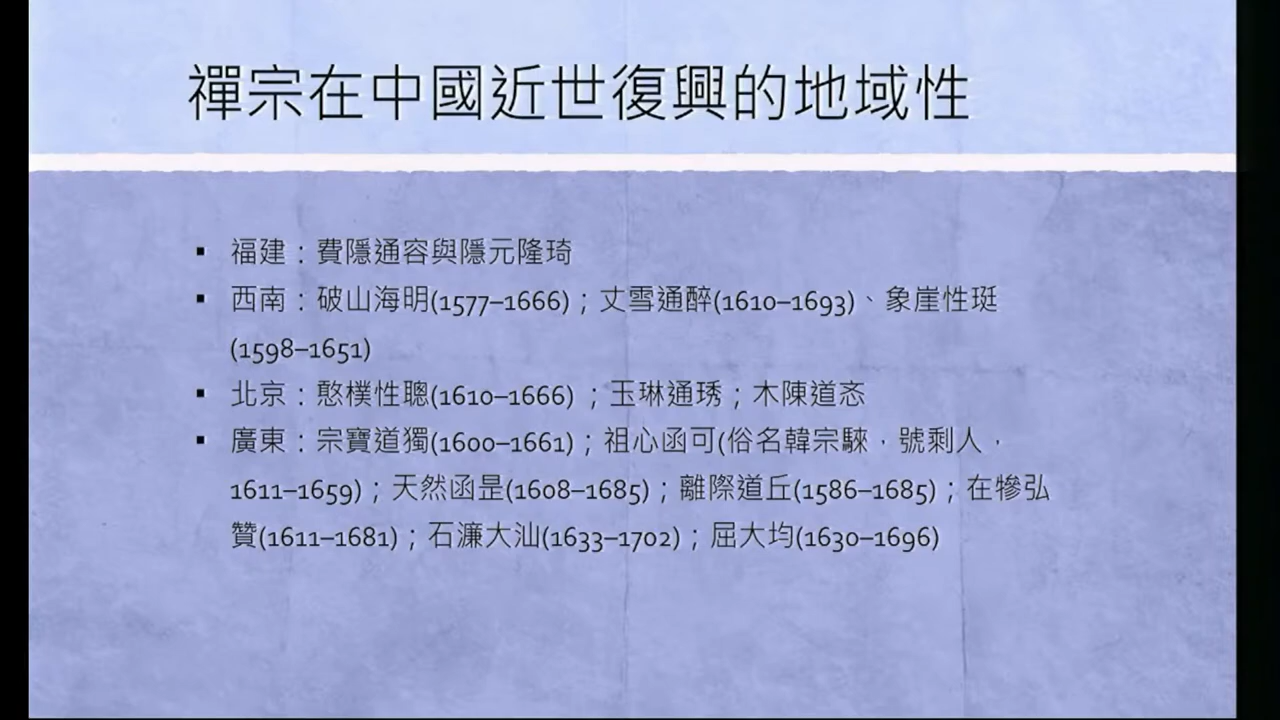 禪宗在中國近世復興的地域性
▪ 福建：費隱通容與隱元隆琦
▪ 西南：破山海明(1577–1666)；丈雪通醉(1610–1693)、象崖性珽
(1598–1651)
▪ 北京：憨樸性聰(1610–1666) ；玉琳通琇；木陳道忞
▪ 廣東：宗寶道獨(1600–1661)；祖心函可(俗名韓宗騋，號剩人，
1611–1659)；天然函昰(1608–1685)；離際道丘(1586–1685)；在犙弘
贊(1611–1681)；石濂大汕(1633–1702)；屈大均(1630–1696)